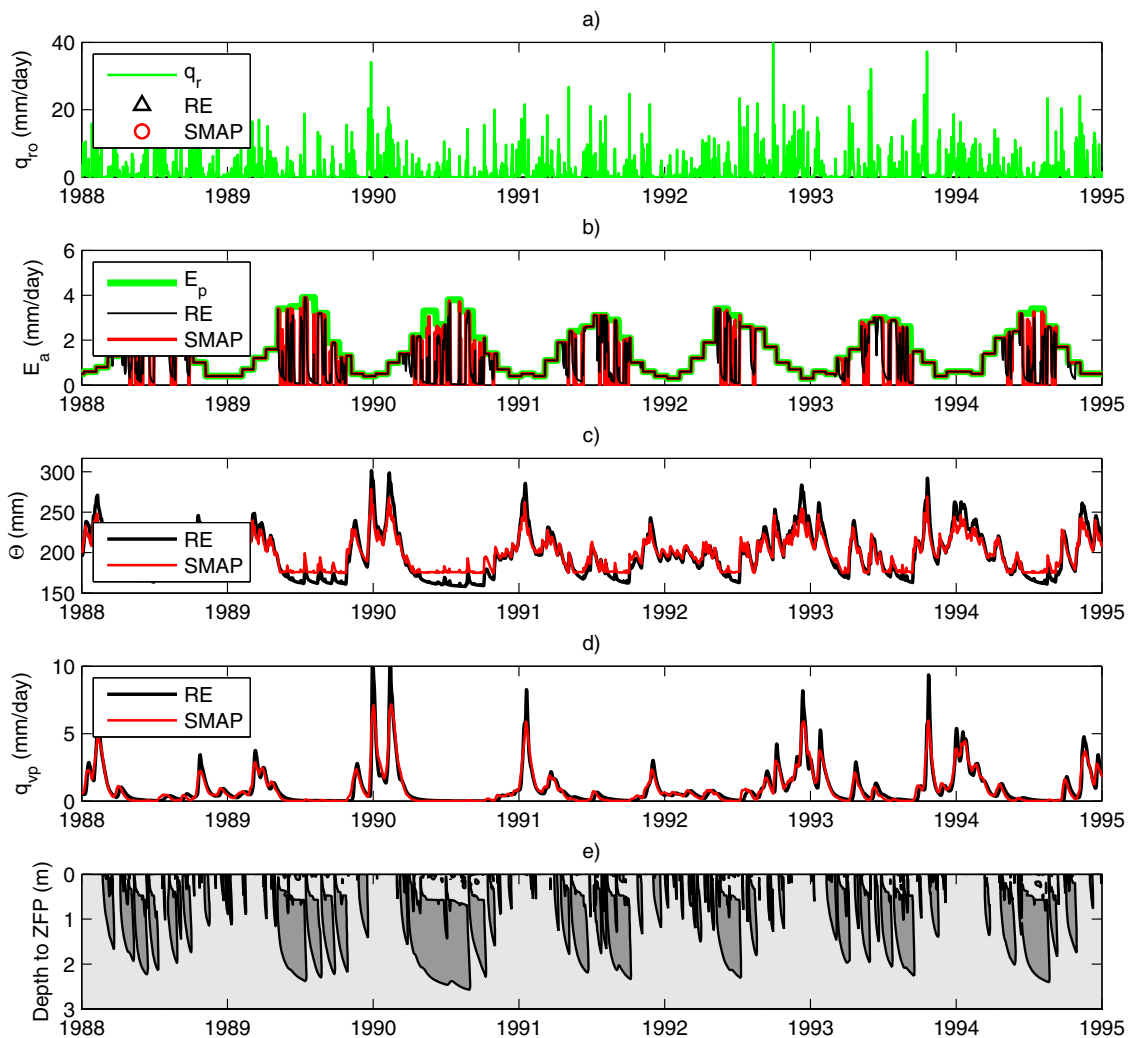 a)
q_ro (mm/day)
40
20
0
q_r
RE
SMAP
1988 1989 1990 1991 1992 1993 1994 1995
b)
E_a (mm/day)
6
4
2
0
E_p
RE
SMAP
1988 1989 1990 1991 1992 1993 1994 1995
c)
Θ (mm)
300
250
200
150
RE
SMAP
1988 1989 1990 1991 1992 1993 1994 1995
d)
q_vp (mm/day)
10
5
0
RE
SMAP
1988 1989 1990 1991 1992 1993 1994 1995
e)
Depth to ZFP (m)
0
1
2
3
1988 1989 1990 1991 1992 1993 1994 1995